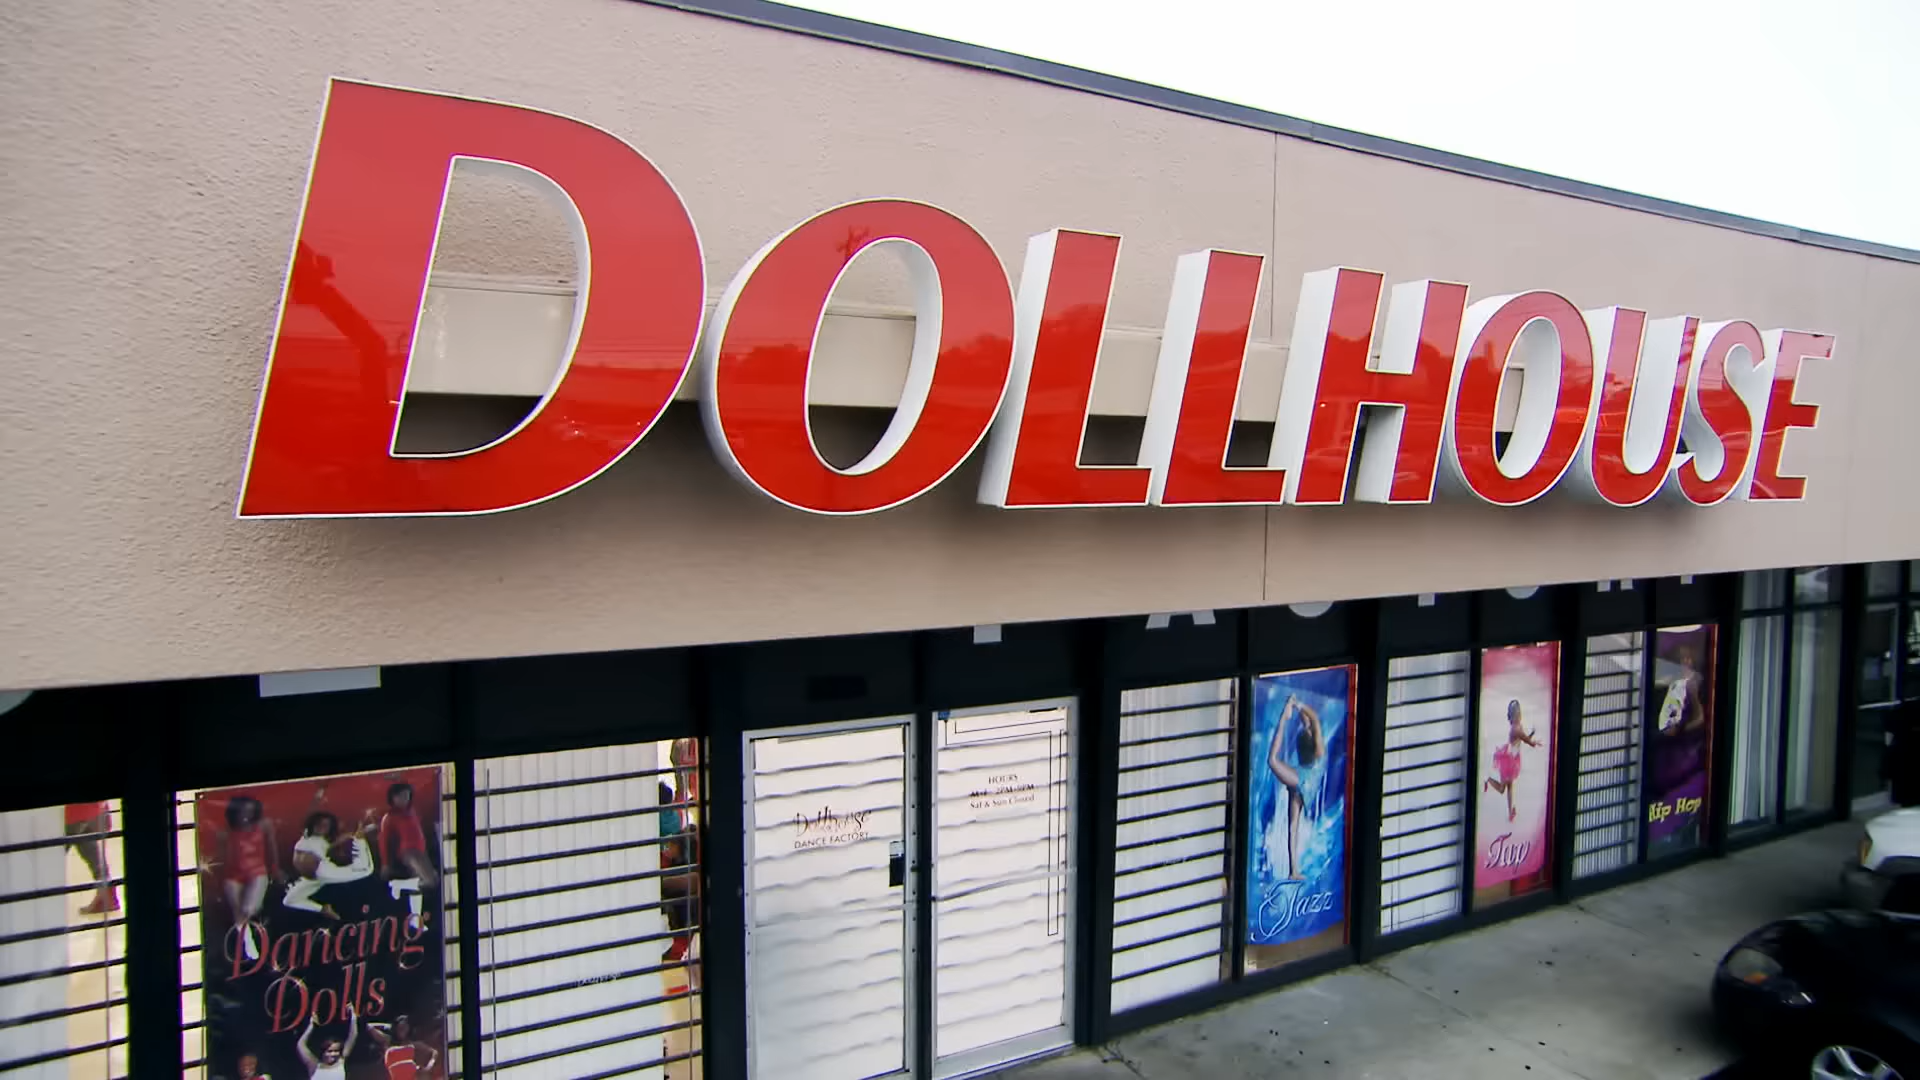 DOLLHOUSE
Dancing
Dolls
Dollhouse
DANCE FACTORY
HOURS
Sat & Sun Closed
Jazz
Tap
Hip Hop